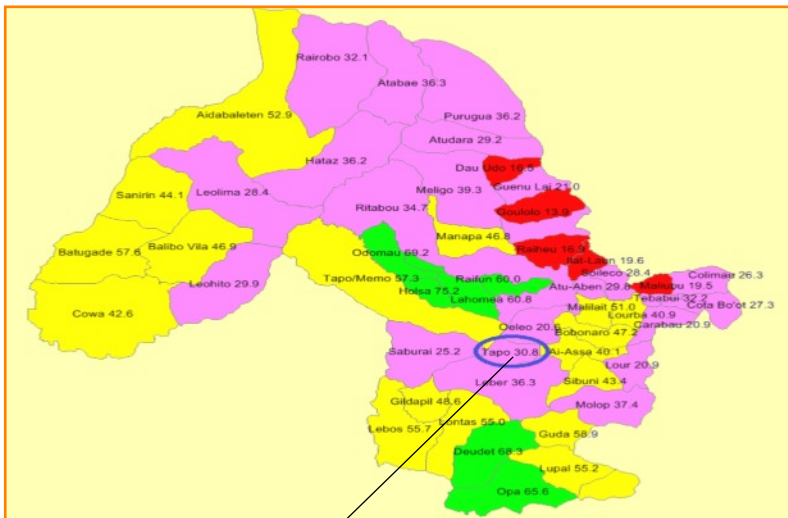 Rairobo 32.1
Atabae 36.3
Aidabaleten 52.9
Purugua 36.2
Atudara 29.2
Hataz 36.2
Dau Udo 16.5
Guenu Lai 21.0
Leolima 28.4
Meligo 39.3
Sanirin 44.1
Ritabou 34.7
Goulolo 13.9
Manapa 46.8
Balibo Vila 46.9
Batugade 57.6
Odomau 69.2
Raiheu 16.9
Ilat-Laun 19.6
Soileco 28.4
Colimau 26.3
Tapo/Memo 57.3
Raifun 60.0
Leohito 29.9
Holsa 75.2
Atu-Aben 29.8
Maliubu 19.5
Lahomea 60.8
Tebabui 32.2
Cota Bo'ot 27.3
Malilait 51.0
Cowa 42.6
Lourba 40.9
Oeleo 20.6
Carabau 20.9
Bobonaro 47.2
Saburai 25.2
Tapo 30.8
Ai-Assa 40.1
Lour 20.9
Leber 36.3
Sibuni 43.4
Gildapil 48.6
Molop 37.4
Lontas 55.0
Lebos 55.7
Guda 58.9
Deudet 68.3
Lupal 55.2
Opa 65.6